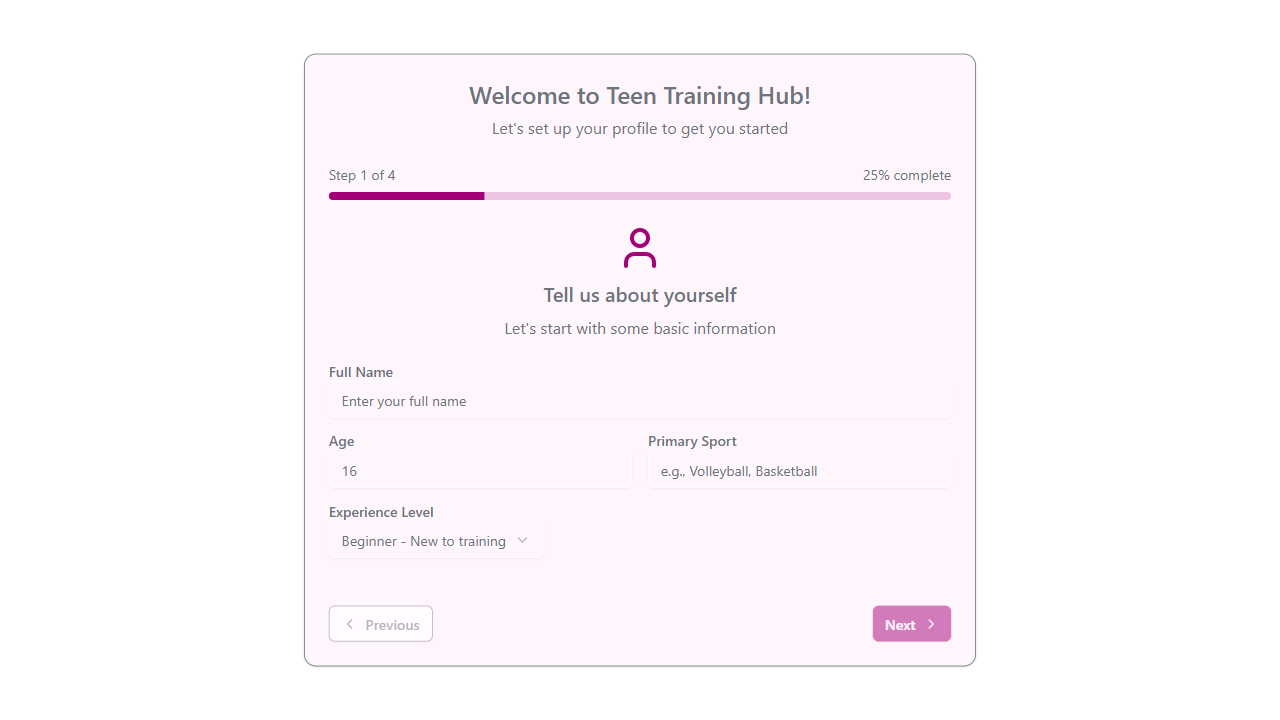 Welcome to Teen Training Hub!
Let's set up your profile to get you started
Step 1 of 4
25% complete
Tell us about yourself
Let's start with some basic information
Full Name
Enter your full name
Age
Primary Sport
16
e.g., Volleyball, Basketball
Experience Level
Beginner - New to training
Previous
Next